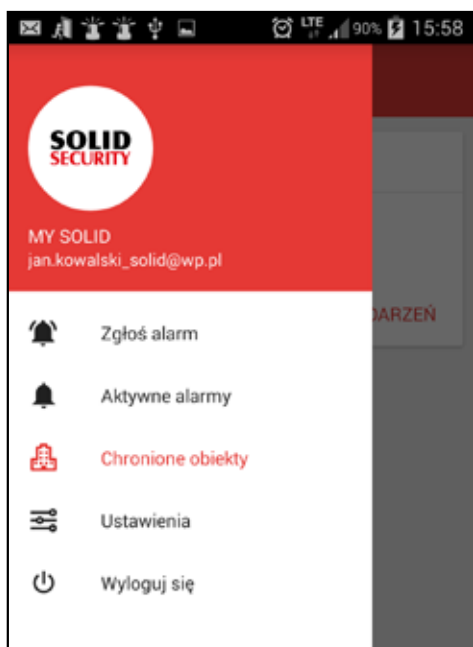 LTE 90% 15:58
SOLID
SECURITY
MY SOLID
jan.kowalski_solid@wp.pl
DARZEŃ
Zgłoś alarm
Aktywne alarmy
Chronione obiekty
Ustawienia
Wyloguj się